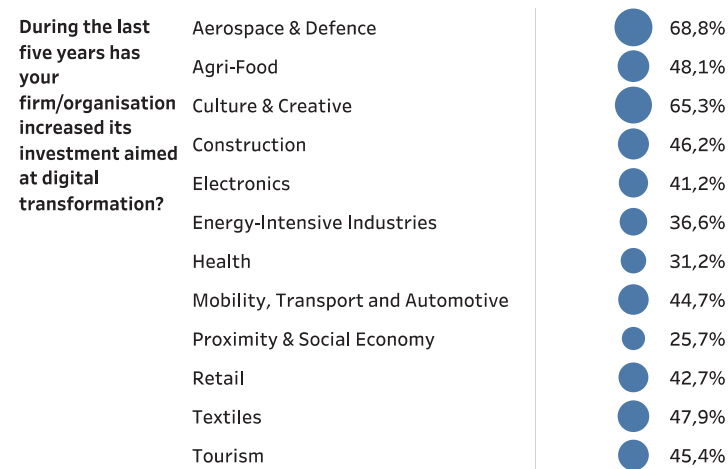 During the last
five years has
your
firm/organisation
increased its
investment aimed
at digital
transformation?
Aerospace & Defence 68,8%
Agri-Food 48,1%
Culture & Creative 65,3%
Construction 46,2%
Electronics 41,2%
Energy-Intensive Industries 36,6%
Health 31,2%
Mobility, Transport and Automotive 44,7%
Proximity & Social Economy 25,7%
Retail 42,7%
Textiles 47,9%
Tourism 45,4%